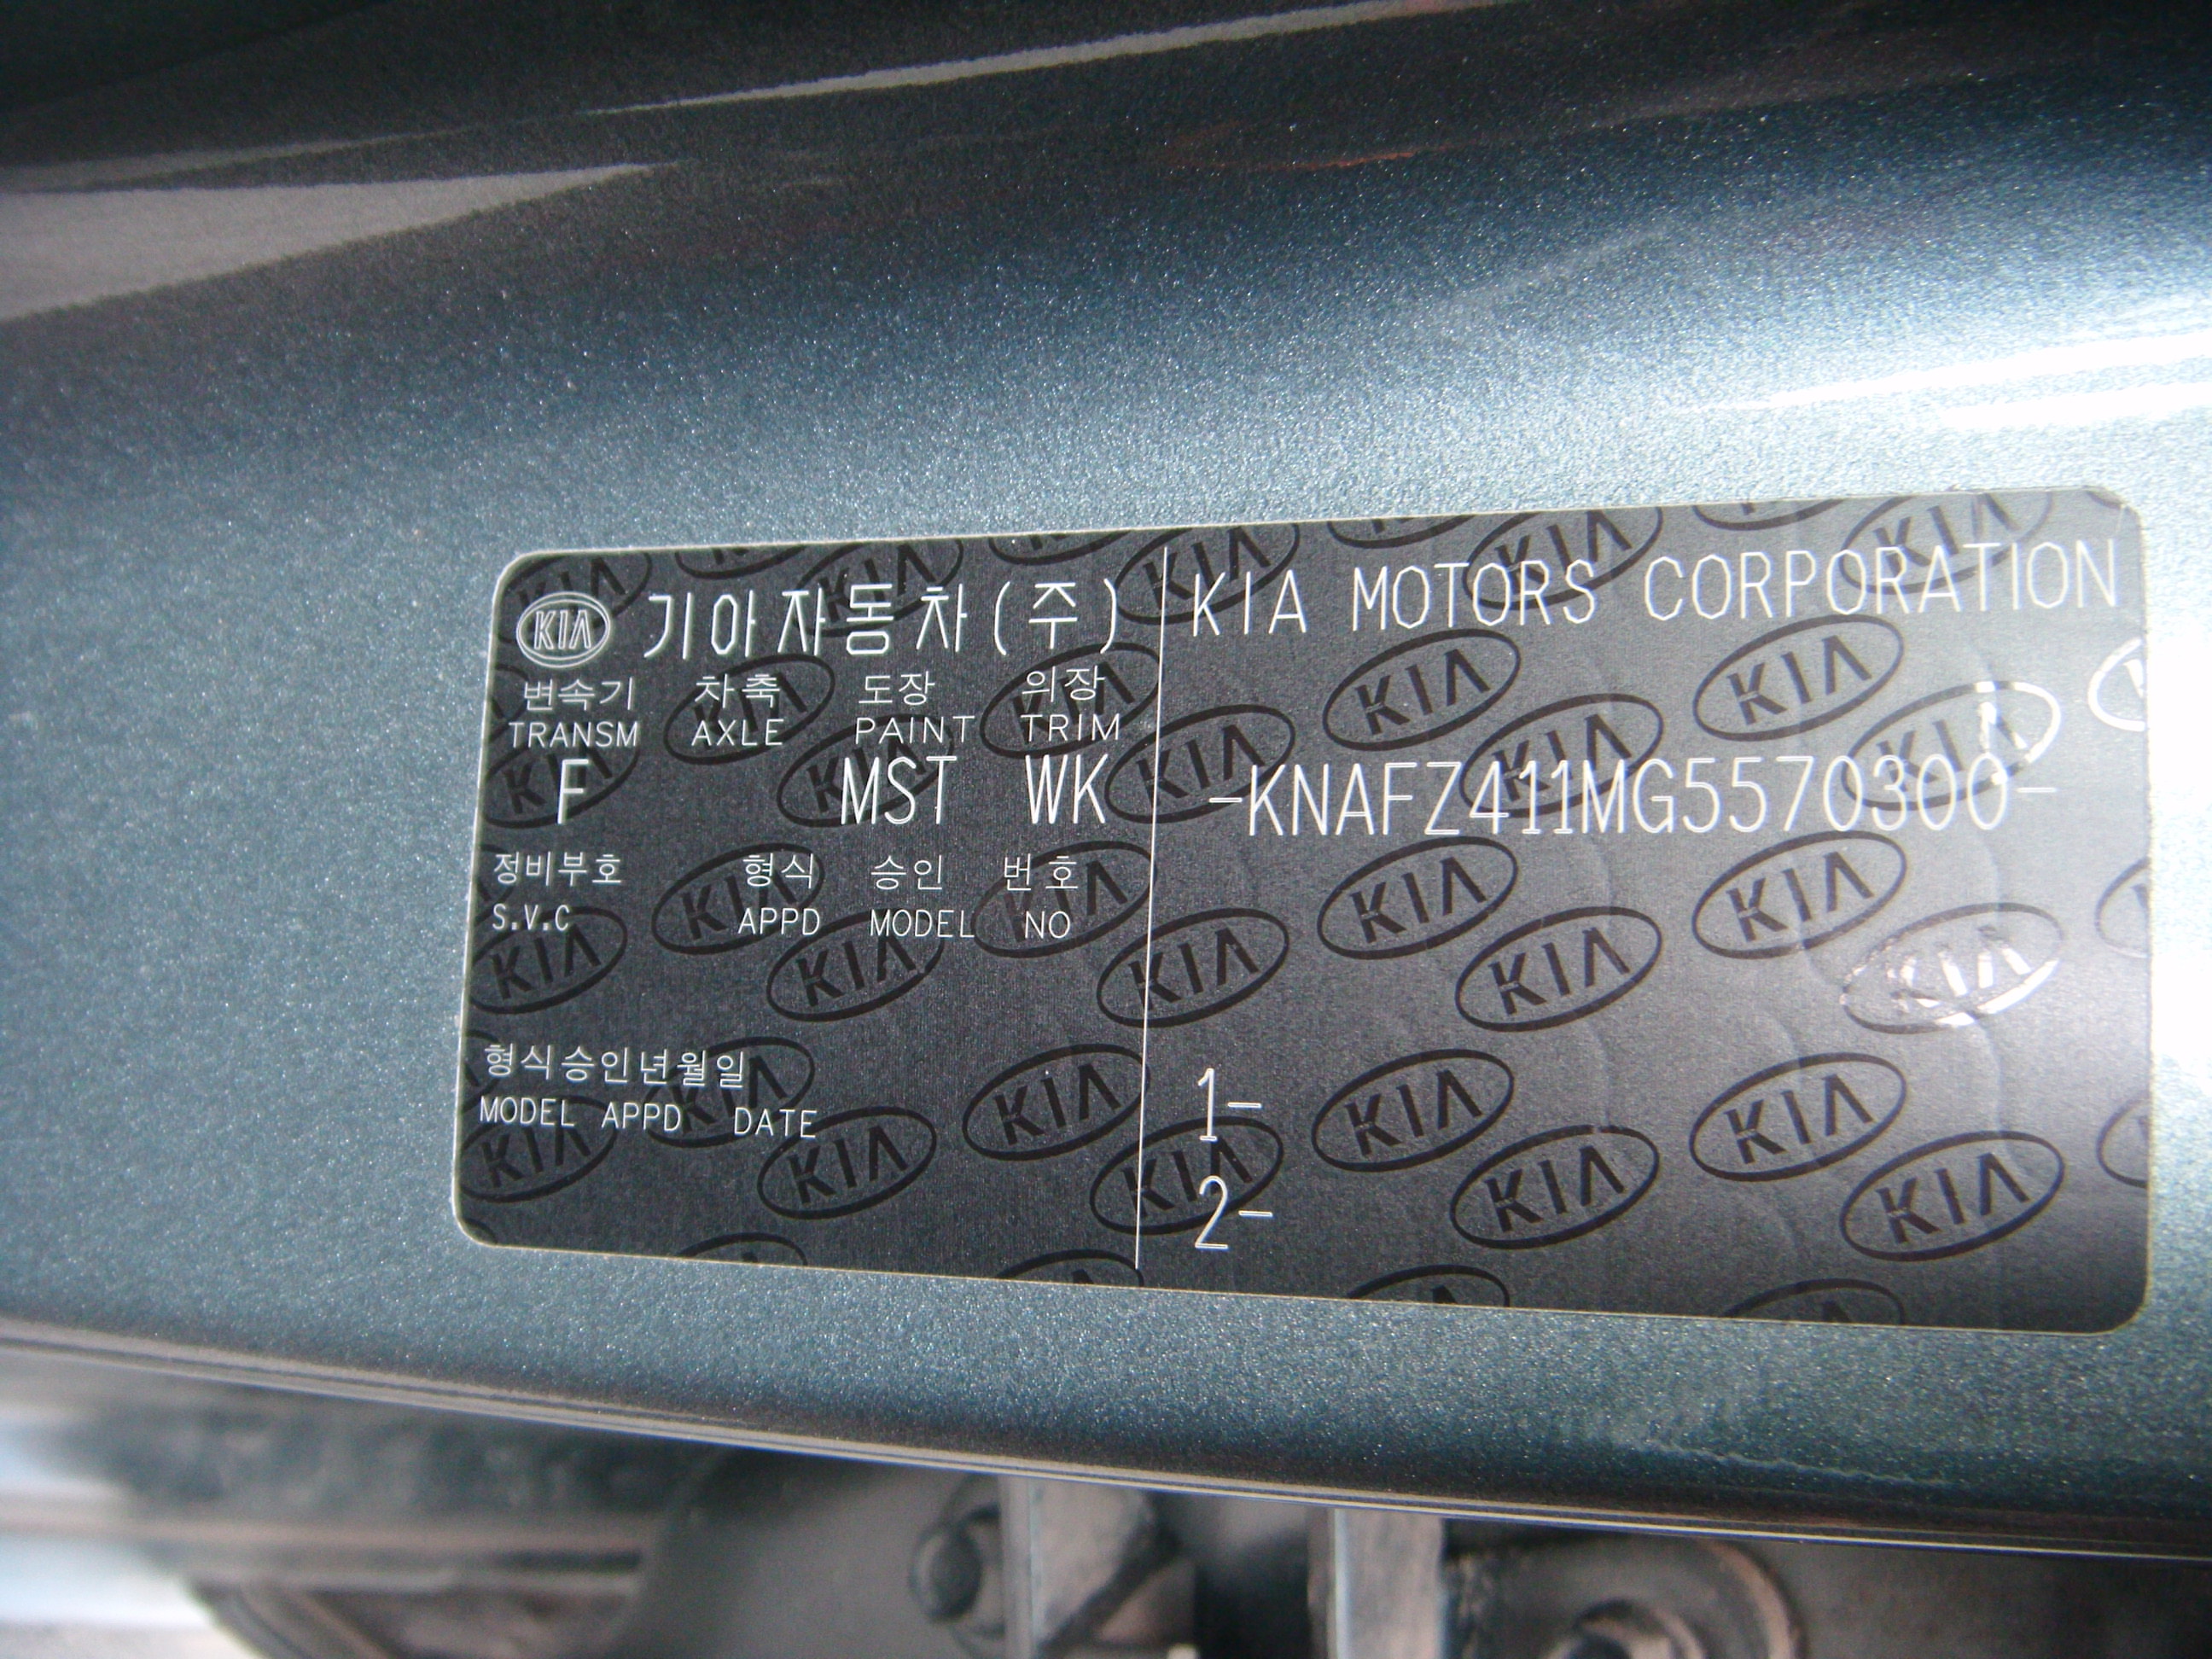 KIA 기아자동차(주) KIA MOTORS CORPORATION
변속기 차축 도장 의장
TRANSM AXLE PAINT TRIM
F MST WK -KNAFZ411MG5570300-
정비부호 형식 승인 번호
S.V.C APPD MODEL NO
형식승인년월일
MODEL APPD DATE
1-
2-